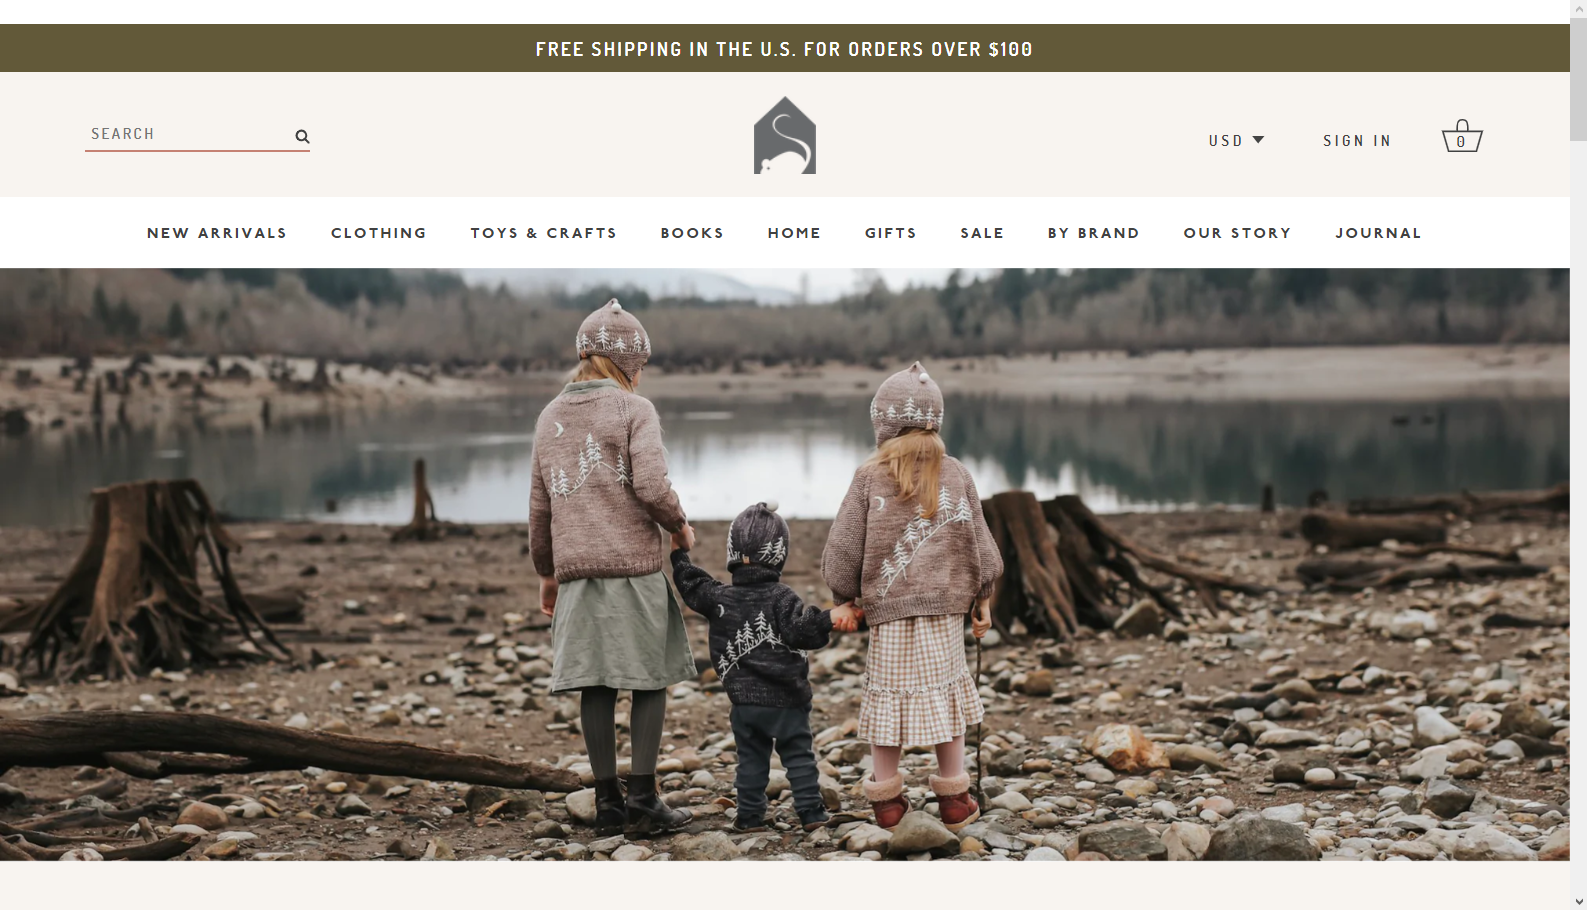 FREE SHIPPING IN THE U.S. FOR ORDERS OVER $100
SEARCH
USD
SIGN IN
0
NEW ARRIVALS
CLOTHING
TOYS & CRAFTS
BOOKS
HOME
GIFTS
SALE
BY BRAND
OUR STORY
JOURNAL